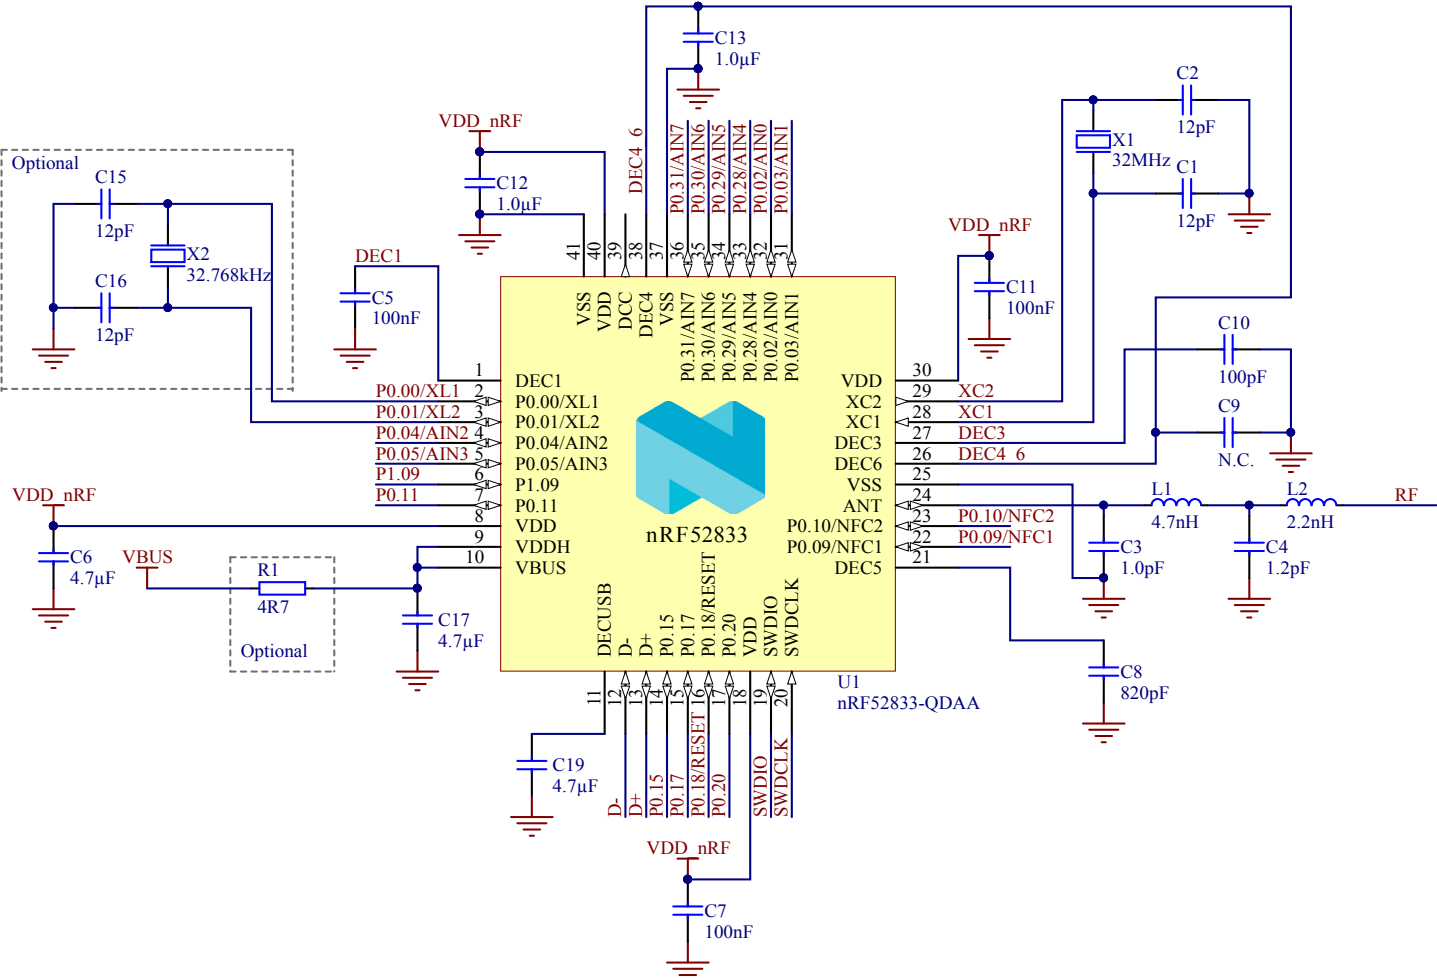 C13
1.0µF
VDD_nRF
C12
1.0µF
DEC4_6
P0.31/AIN7
P0.30/AIN6
P0.29/AIN5
P0.28/AIN4
P0.02/AIN0
P0.03/AIN1
C2
12pF
X1
32MHz
C1
12pF
Optional
C15
12pF
X2
32.768kHz
C16
12pF
DEC1
C5
100nF
VDD_nRF
C11
100nF
C10
100pF
C9
N.C.
41
40
39
38
37
36
35
34
33
32
31
VSS
VDD
DCC
DEC4
VSS
P0.31/AIN7
P0.30/AIN6
P0.29/AIN5
P0.28/AIN4
P0.02/AIN0
P0.03/AIN1
1
DEC1
P0.00/XL1
2
P0.00/XL1
P0.01/XL2
3
P0.01/XL2
P0.04/AIN2
4
P0.04/AIN2
P0.05/AIN3
5
P0.05/AIN3
P1.09
6
P1.09
P0.11
7
P0.11
8
VDD
9
VDDH
10
VBUS
VDD
30
XC2
29
XC2
XC1
28
XC1
DEC3
27
DEC3
DEC6
26
DEC4_6
VSS
25
ANT
24
P0.10/NFC2
23
P0.10/NFC2
P0.09/NFC1
22
P0.09/NFC1
DEC5
21
nRF52833
VDD_nRF
C6
4.7µF
VBUS
R1
4R7
Optional
C17
4.7µF
L1
4.7nH
L2
2.2nH
RF
C3
1.0pF
C4
1.2pF
C8
820pF
DECUSB
D-
D+
P0.15
P0.17
P0.18/RESET
P0.20
VDD
SWDIO
SWDCLK
11
12
13
14
15
16
17
18
19
20
U1
nRF52833-QDAA
C19
4.7µF
D-
D+
P0.15
P0.17
P0.18/RESET
P0.20
SWDIO
SWDCLK
VDD_nRF
C7
100nF